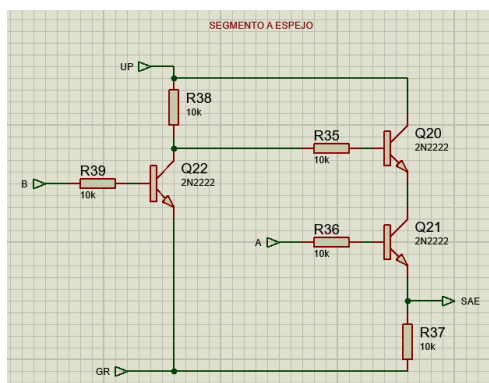 SEGMENTO A ESPEJO
UP
R38
10k
R35
10k
Q20
2N2222
R39
10k
Q22
2N2222
B
R36
10k
Q21
2N2222
A
SAE
R37
10k
GR